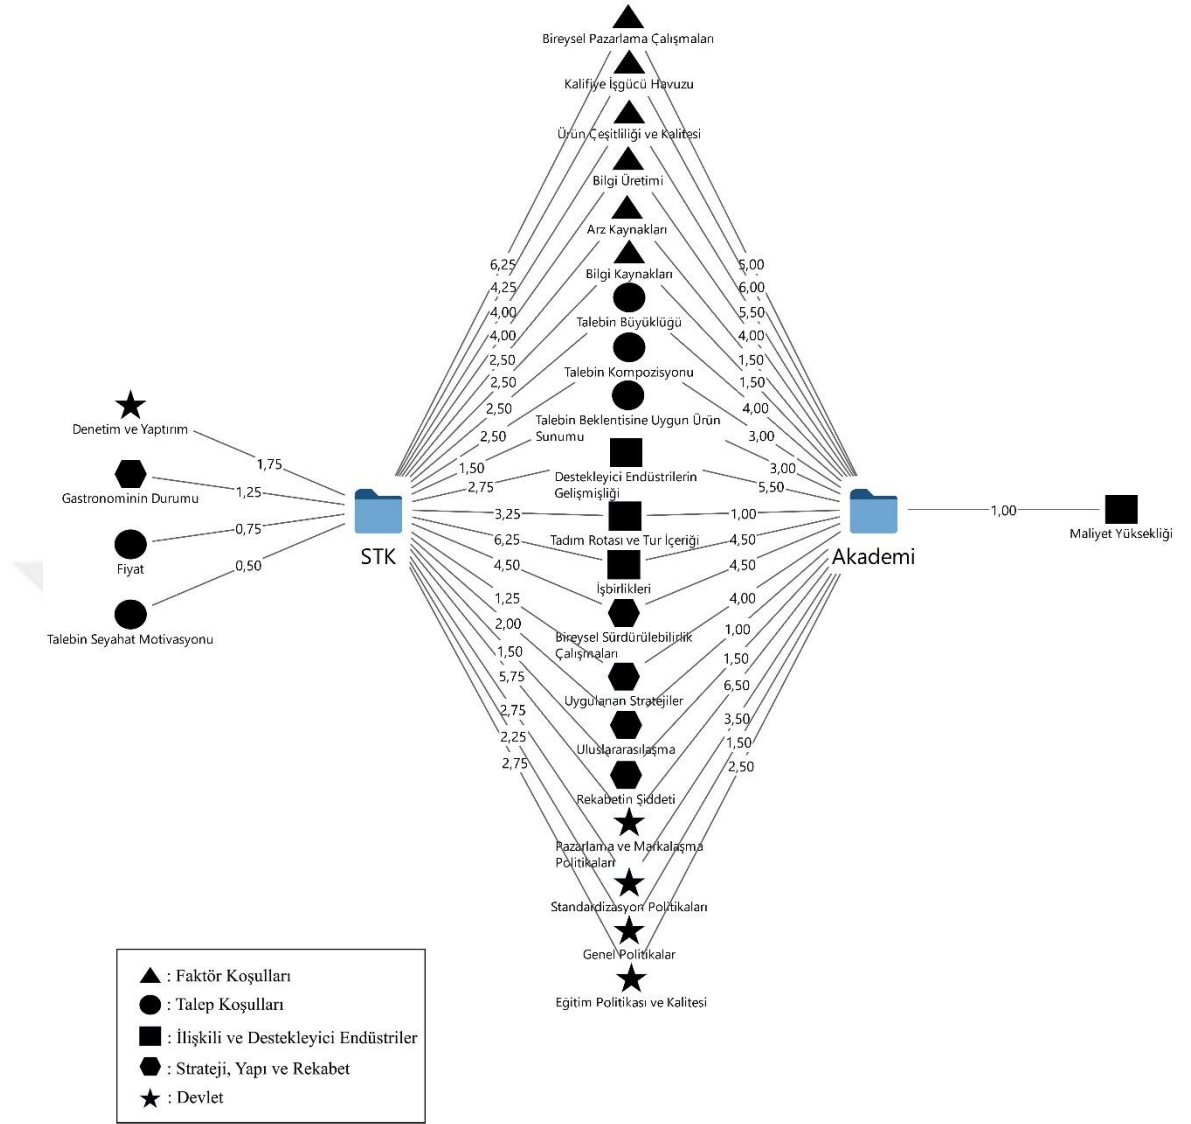 Bireysel Pazarlama Çalışmaları
Kalifiye İşgücü Havuzu
Ürün Çeşitliliği ve Kalitesi
Bilgi Üretimi
Arz Kaynakları
Bilgi Kaynakları
Talebin Büyüklüğü
Talebin Kompozisyonu
Talebin Beklentisine Uygun Ürün
Sunumu
Destekleyici Endüstrilerin
Gelişmişliği
Tadım Rotası ve Tur İçeriği
İşbirlikleri
Bireysel Sürdürülebilirlik
Çalışmaları
Uygulanan Stratejiler
Uluslararasılaşma
Rekabetin Şiddeti
Pazarlama ve Markalaşma
Politikaları
Standardizasyon Politikaları
Genel Politikalar
Eğitim Politikası ve Kalitesi
6,25
4,25
4,00
4,00
2,50
2,50
2,50
2,50
1,50
2,75
3,25
6,25
4,50
1,25
2,00
1,50
5,75
2,75
2,25
2,75
5,00
6,00
5,50
4,00
1,50
1,50
4,00
3,00
3,00
5,50
1,00
4,50
4,50
4,00
1,00
1,50
6,50
3,50
1,50
2,50
Denetim ve Yaptırım
1,75
Gastronominin Durumu
1,25
Fiyat
0,75
Talebin Seyahat Motivasyonu
0,50
STK
Akademi
1,00
Maliyet Yüksekliği
: Faktör Koşulları
: Talep Koşulları
: İlişkili ve Destekleyici Endüstriler
: Strateji, Yapı ve Rekabet
: Devlet